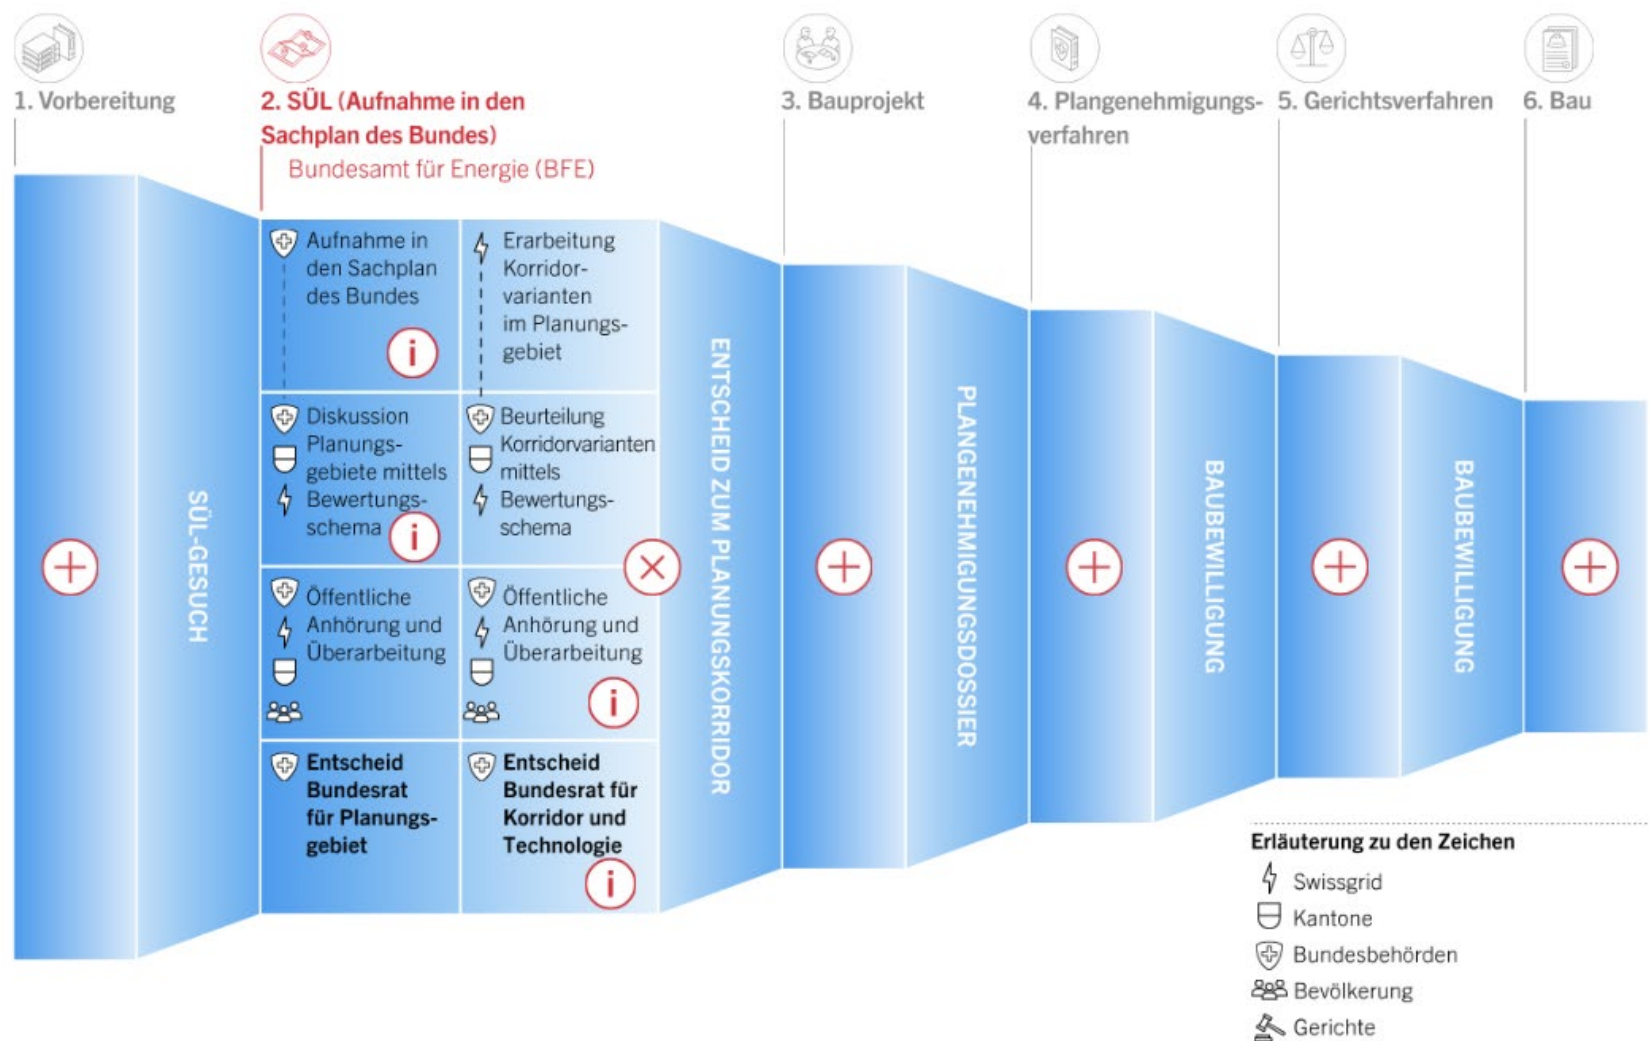 1. Vorbereitung
2. SÜL (Aufnahme in den
Sachplan des Bundes)
Bundesamt für Energie (BFE)
3. Bauprojekt
4. Plangenehmigungs-
verfahren
5. Gerichtsverfahren
6. Bau
SÜL-GESUCH
Aufnahme in
den Sachplan
des Bundes
i
Erarbeitung
Korridor-
varianten
im Planungs-
gebiet
Diskussion
Planungs-
gebiete mittels
Bewertungs-
schema
i
Beurteilung
Korridorvarianten
mittels
Bewertungs-
schema
Öffentliche
Anhörung und
Überarbeitung
Öffentliche
Anhörung und
Überarbeitung
i
Entscheid
Bundesrat
für Planungs-
gebiet
Entscheid
Bundesrat für
Korridor und
Technologie
i
ENTSCHEID ZUM PLANUNGSKORRIDOR
PLANGENEHMIGUNGSDOSSIER
BAUBEWILLIGUNG
BAUBEWILLIGUNG
Erläuterung zu den Zeichen
Swissgrid
Kantone
Bundesbehörden
Bevölkerung
Gerichte